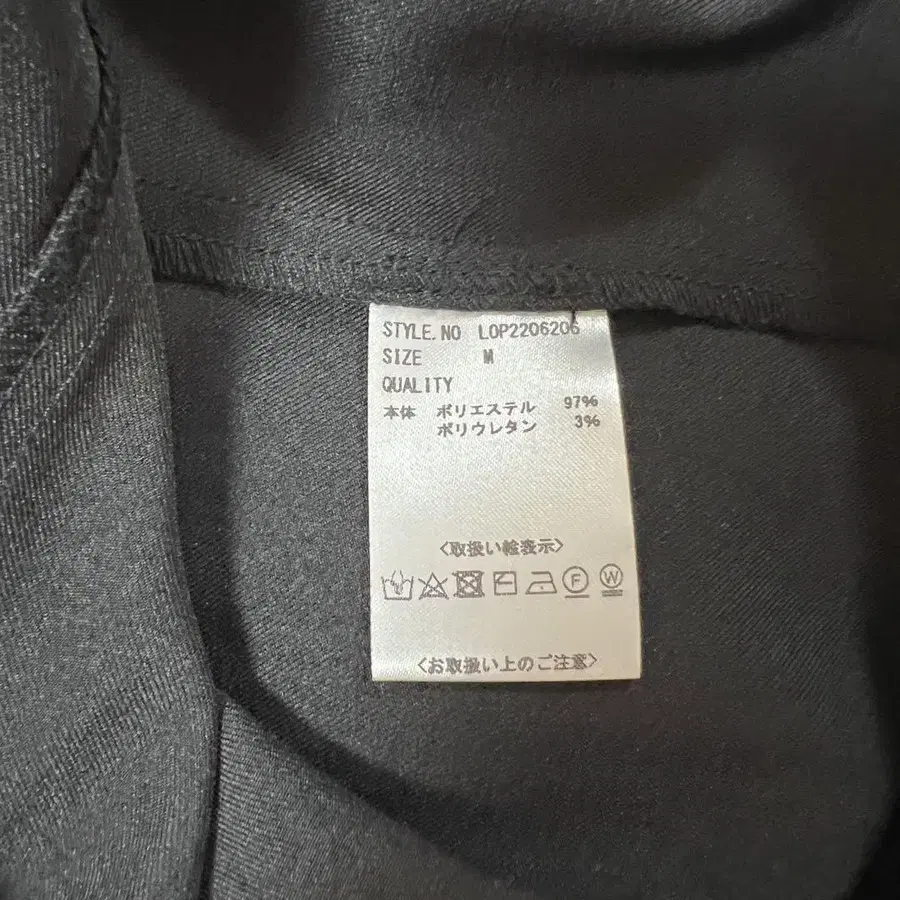 STYLE.NO LOP2206206
SIZE M
QUALITY
本体 ポリエステル 97%
ポリウレタン 3%
<取扱い絵表示>
F W
<お取扱い上のご注意>